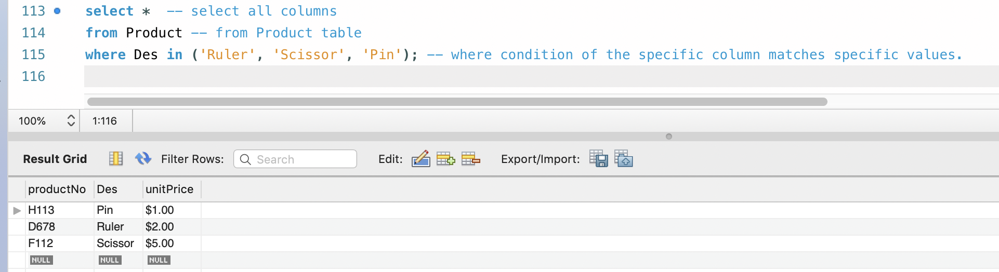 113 select * -- select all columns
114 from Product -- from Product table
115 where Des in ('Ruler', 'Scissor', 'Pin'); -- where condition of the specific column matches specific values.
116
100% 1:116
Result Grid Filter Rows: Search Edit: Export/Import:
productNo Des unitPrice
H113 Pin $1.00
D678 Ruler $2.00
F112 Scissor $5.00
NULL NULL NULL